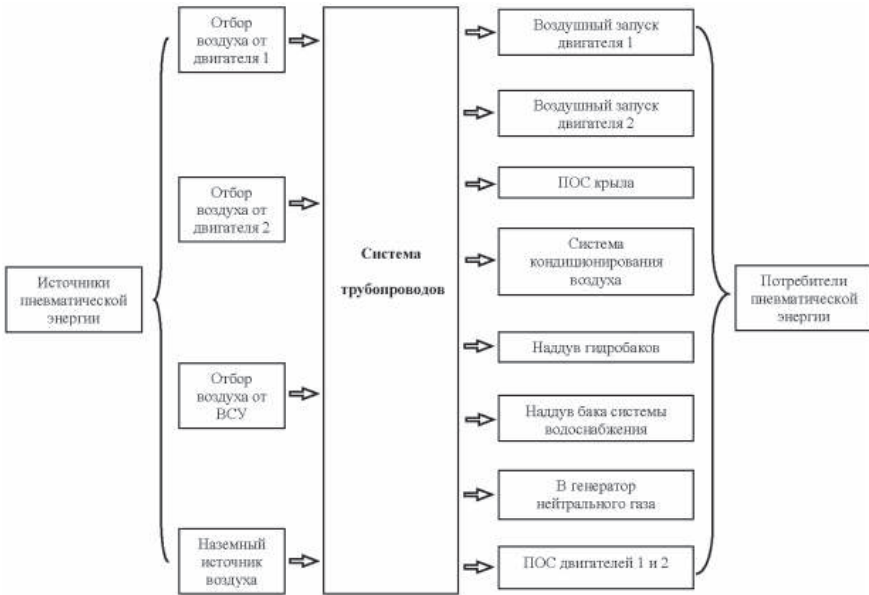 Источники
пневматической
энергии
Отбор
воздуха от
двигателя 1
Отбор
воздуха от
двигателя 2
Отбор
воздуха от
ВСУ
Наземный
источник
воздуха
Система
трубопроводов
Воздушный запуск
двигателя 1
Воздушный запуск
двигателя 2
ПОС крыла
Система
кондиционирования
воздуха
Наддув гидробаков
Наддув бака системы
водоснабжения
В генератор
нейтрального газа
ПОС двигателей 1 и 2
Потребители
пневматической
энергии